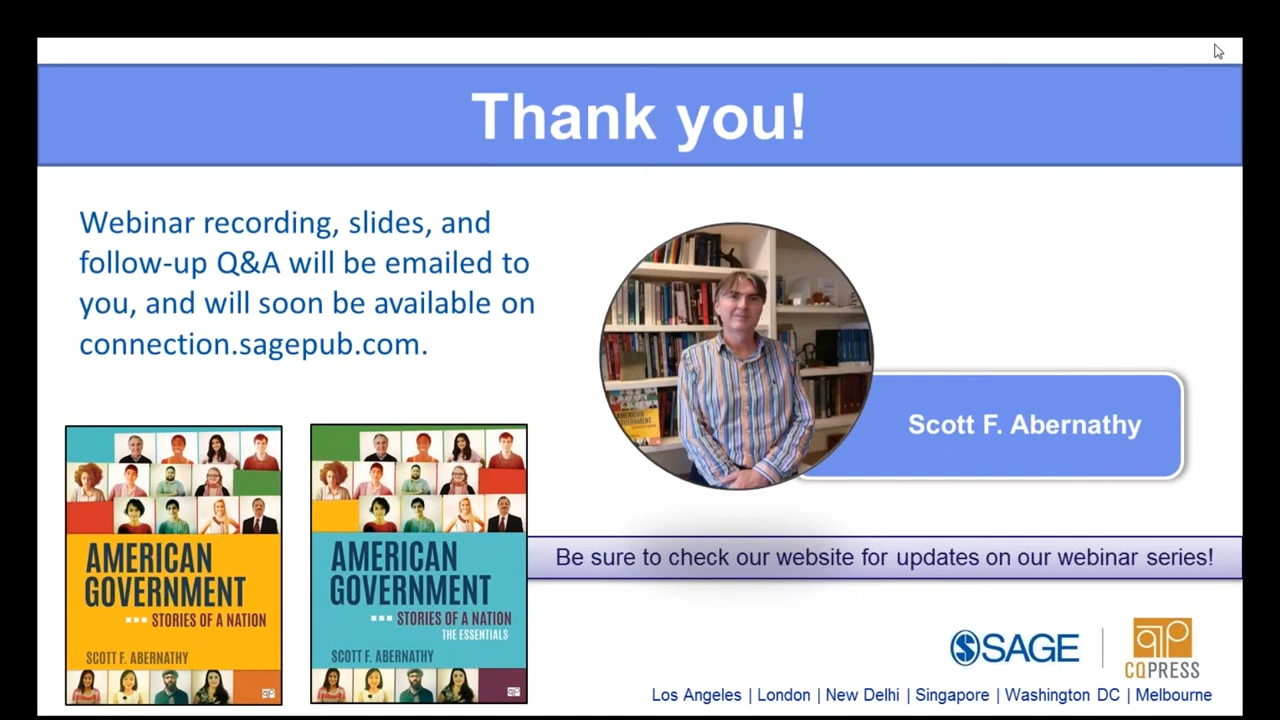 Thank you!
Webinar recording, slides, and
follow-up Q&A will be emailed to
you, and will soon be available on
connection.sagepub.com.
Scott F. Abernathy
AMERICAN
GOVERNMENT
STORIES OF A NATION
SCOTT F. ABERNATHY
AMERICAN
GOVERNMENT
STORIES OF A NATION
THE ESSENTIALS
SCOTT F. ABERNATHY
Be sure to check our website for updates on our webinar series!
SAGE
CQPRESS
Los Angeles | London | New Delhi | Singapore | Washington DC | Melbourne